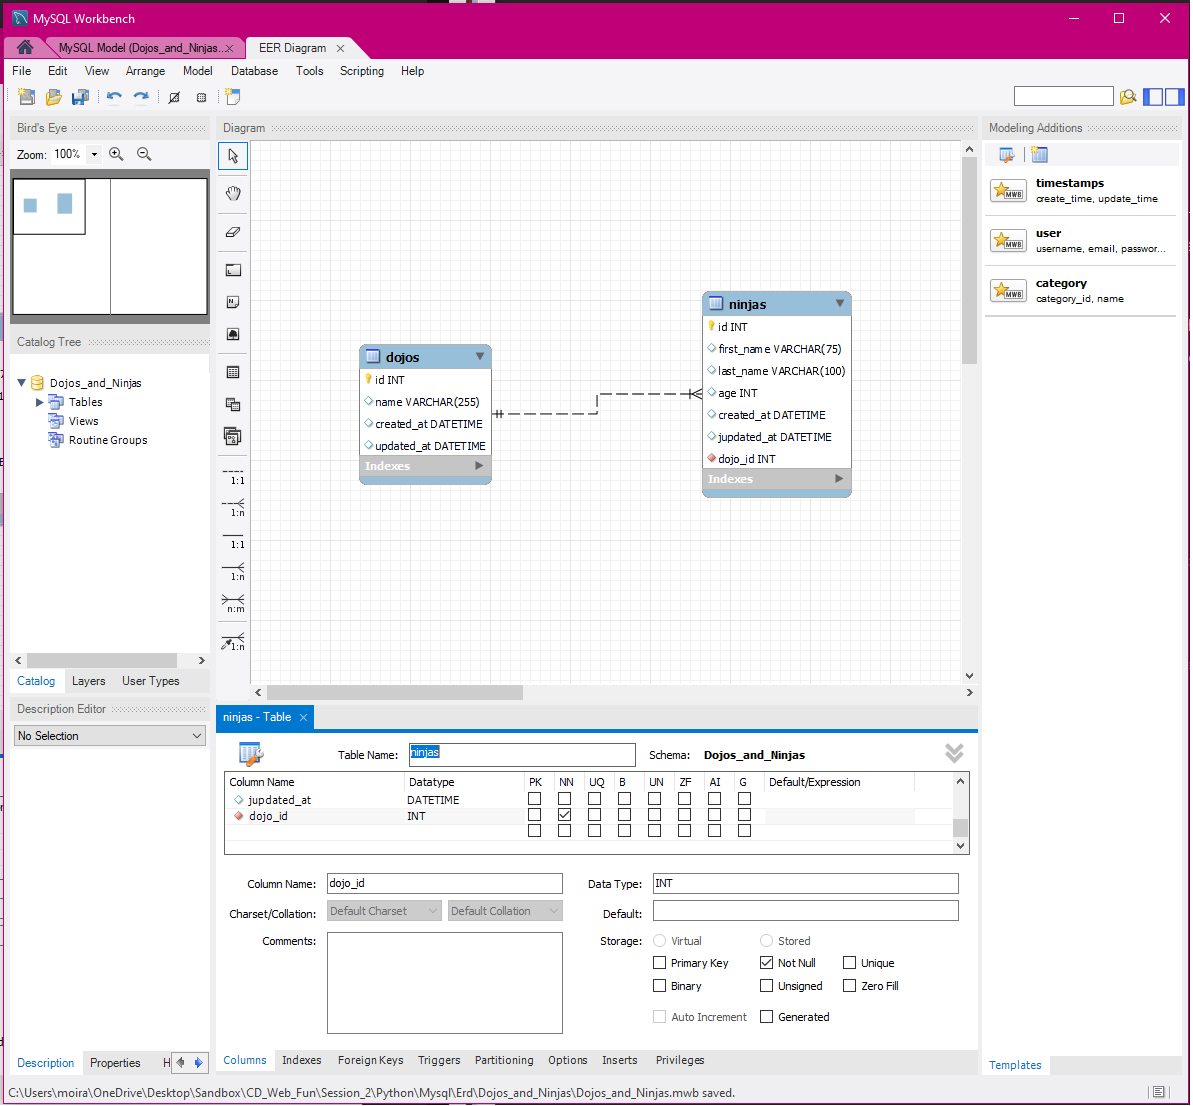 MySQL Workbench
MySQL Model (Dojos_and_Ninjas...
EER Diagram
File Edit View Arrange Model Database Tools Scripting Help
Bird's Eye
Zoom: 100%
Catalog Tree
Dojos_and_Ninjas
Tables
Views
Routine Groups
Catalog Layers User Types
Description Editor
No Selection
Description Properties H
Diagram
1:1
1:n
1:1
1:n
n:m
1:n
dojos
id INT
name VARCHAR(255)
created_at DATETIME
updated_at DATETIME
Indexes
ninjas
id INT
first_name VARCHAR(75)
last_name VARCHAR(100)
age INT
created_at DATETIME
jupdated_at DATETIME
dojo_id INT
Indexes
Modeling Additions
MWB
timestamps
create_time, update_time
MWB
user
username, email, passwor...
MWB
category
category_id, name
Templates
ninjas - Table
Table Name: ninjas Schema: Dojos_and_Ninjas
Column Name Datatype PK NN UQ B UN ZF AI G Default/Expression
jupdated_at DATETIME
dojo_id INT
Column Name: dojo_id Data Type: INT
Charset/Collation: Default Charset Default Collation Default:
Comments: Storage: Virtual Stored
Primary Key Not Null Unique
Binary Unsigned Zero Fill
Auto Increment Generated
Columns Indexes Foreign Keys Triggers Partitioning Options Inserts Privileges
C:\Users\moira\OneDrive\Desktop\Sandbox\CD_Web_Fun\Session_2\Python\Mysql\Erd\Dojos_and_Ninjas\Dojos_and_Ninjas.mwb saved.